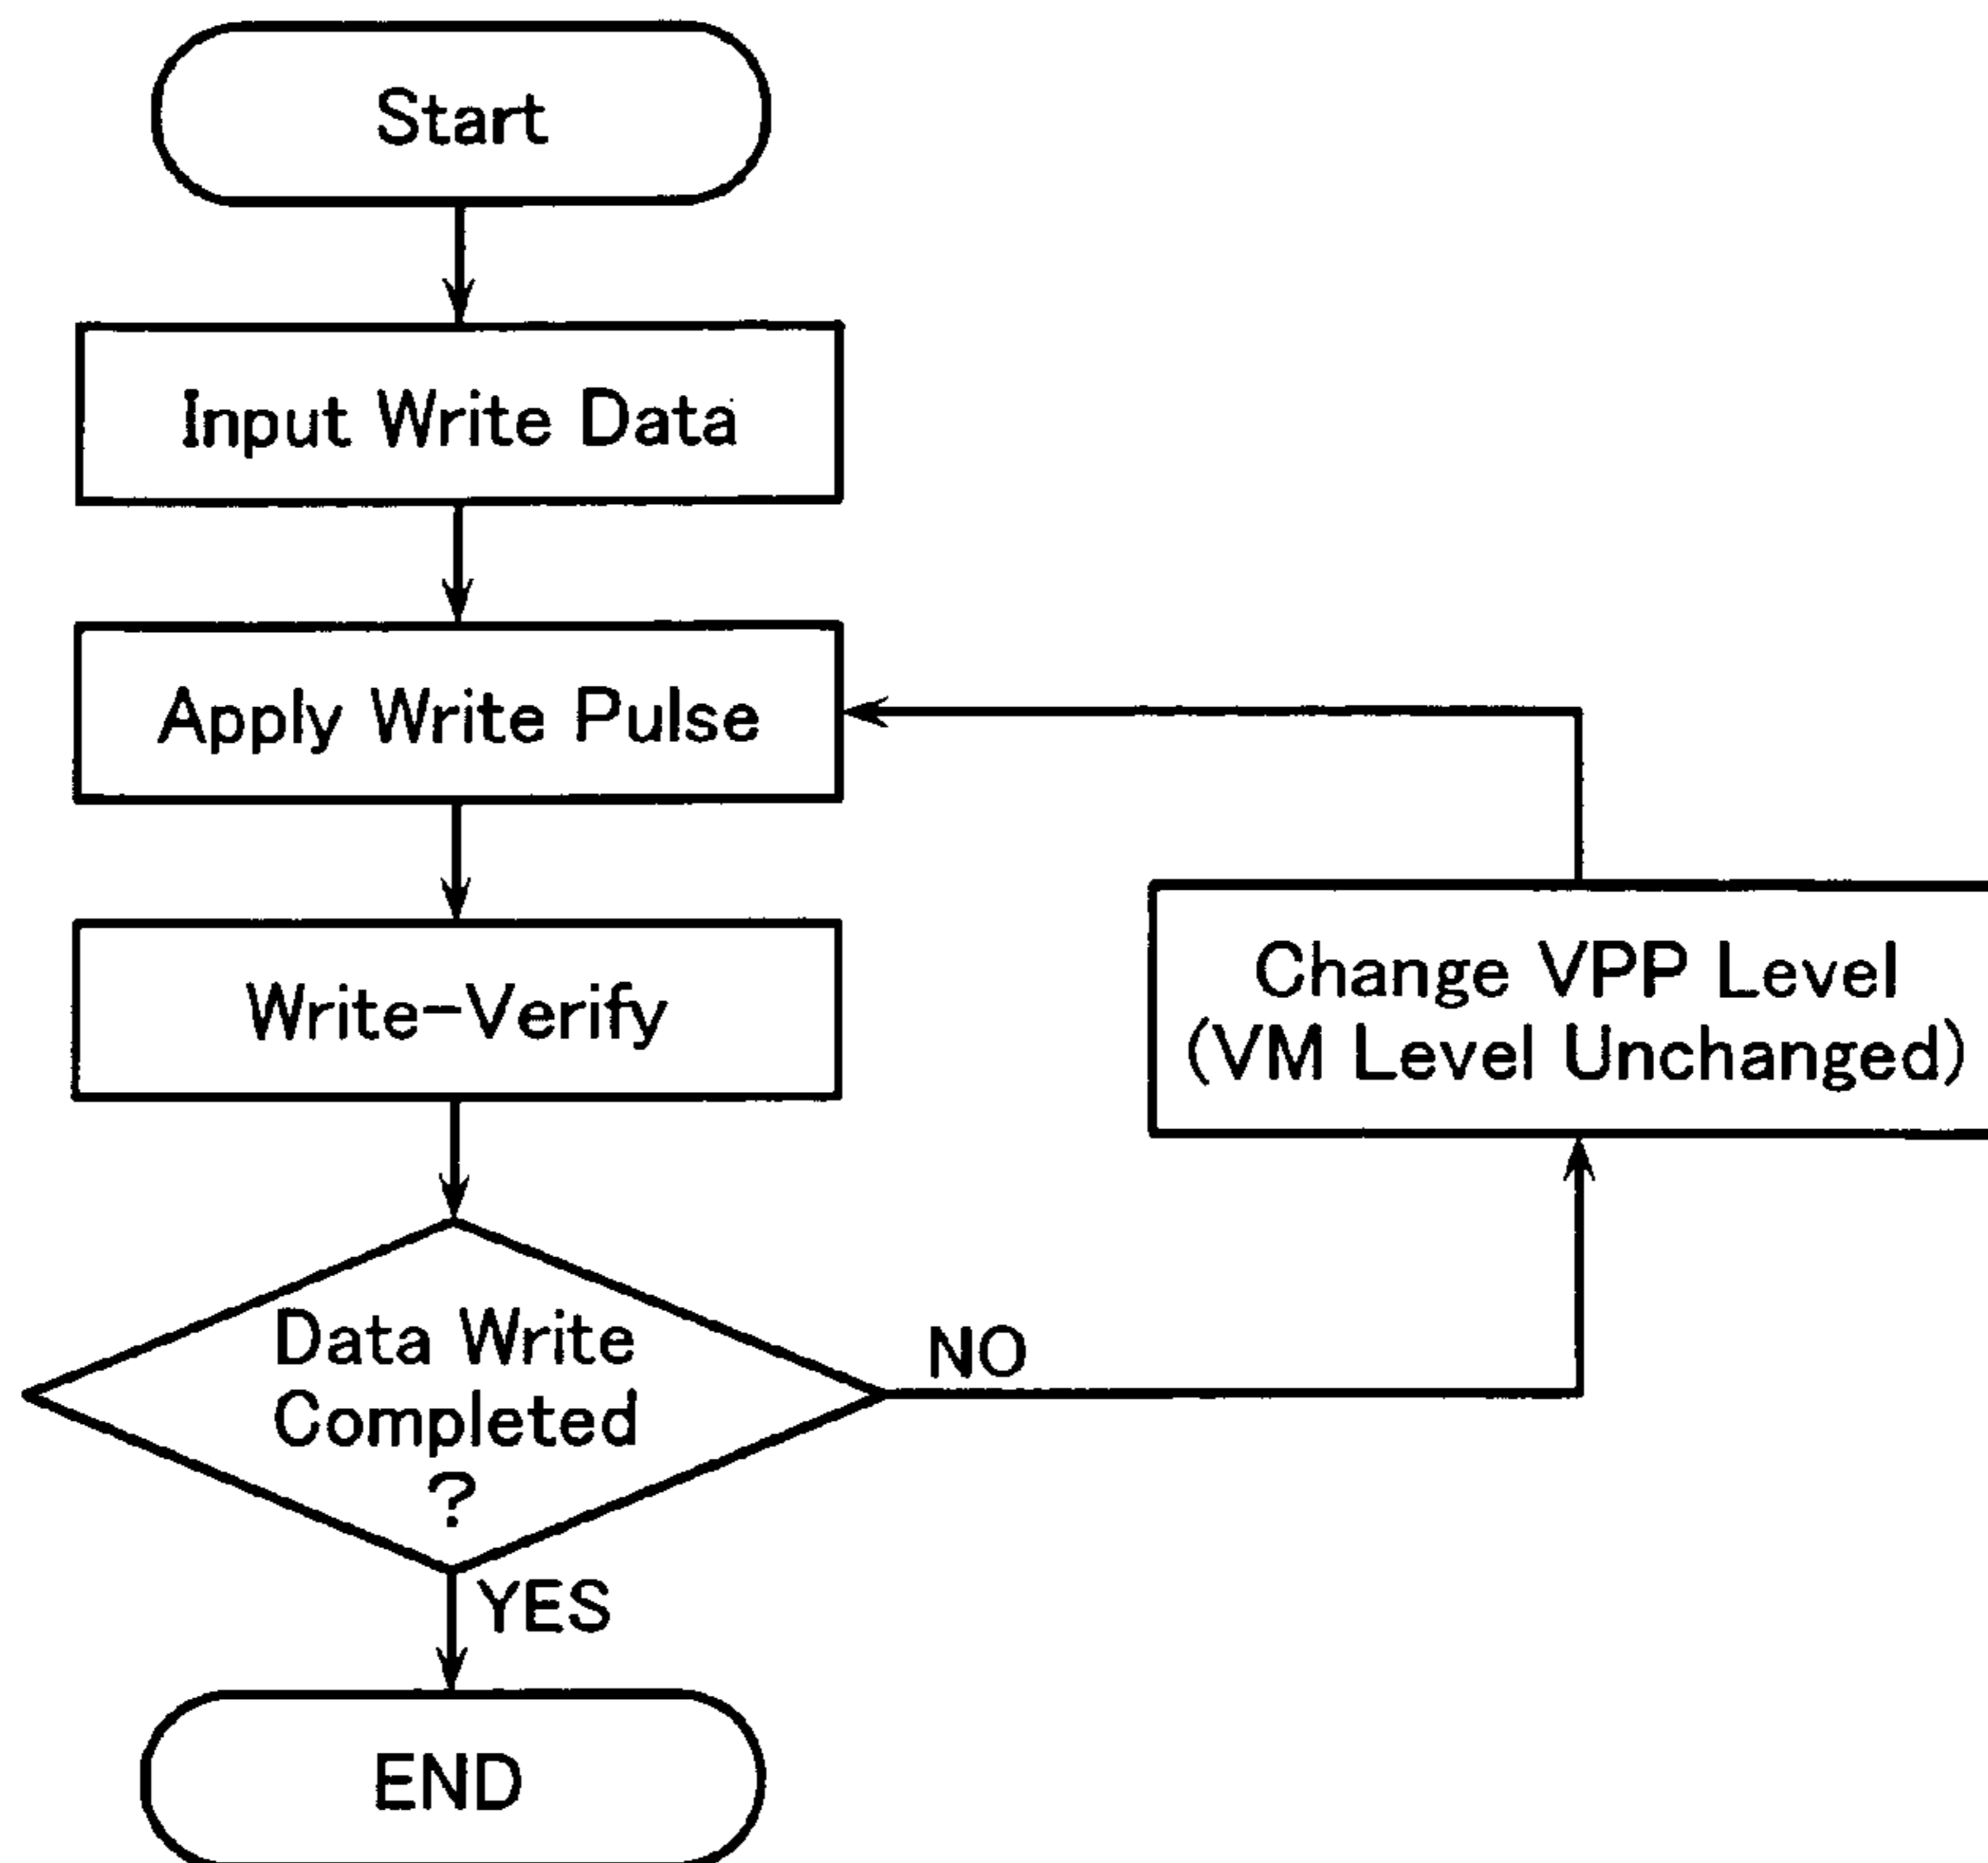 Start
Input Write Data
Apply Write Pulse
Write-Verify
Change VPP Level
(VM Level Unchanged)
Data Write
Completed
?
NO
YES
END